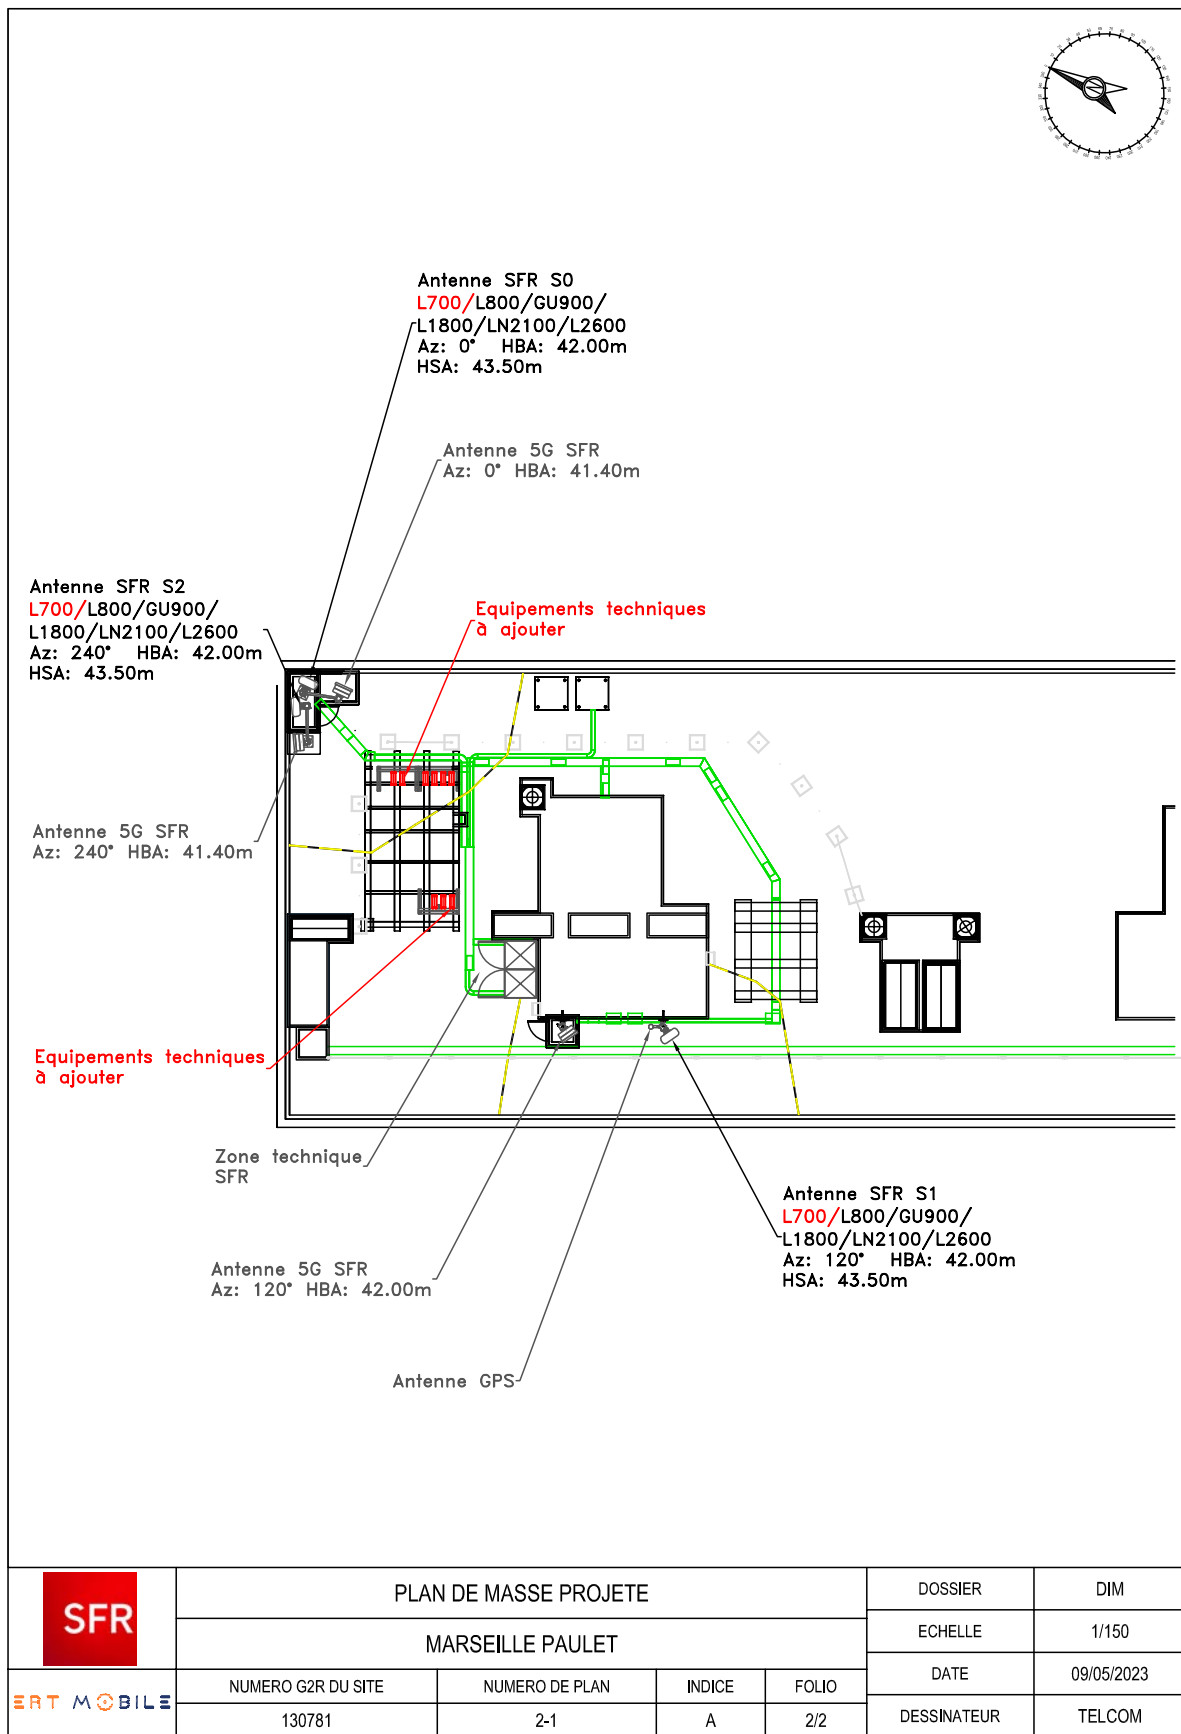 Antenne SFR S0
L700/L800/GU900/
L1800/LN2100/L2600
Az: 0° HBA: 42.00m
HSA: 43.50m
Antenne 5G SFR
Az: 0° HBA: 41.40m
Antenne SFR S2
L700/L800/GU900/
L1800/LN2100/L2600
Az: 240° HBA: 42.00m
HSA: 43.50m
Equipements techniques
à ajouter
Antenne 5G SFR
Az: 240° HBA: 41.40m
Equipements techniques
à ajouter
Zone technique
SFR
Antenne SFR S1
L700/L800/GU900/
L1800/LN2100/L2600
Az: 120° HBA: 42.00m
HSA: 43.50m
Antenne 5G SFR
Az: 120° HBA: 42.00m
Antenne GPS
SFR
ERT MOBILE
PLAN DE MASSE PROJETE
MARSEILLE PAULET
NUMERO G2R DU SITE NUMERO DE PLAN INDICE FOLIO
130781 2-1 A 2/2
DOSSIER DIM
ECHELLE 1/150
DATE 09/05/2023
DESSINATEUR TELCOM